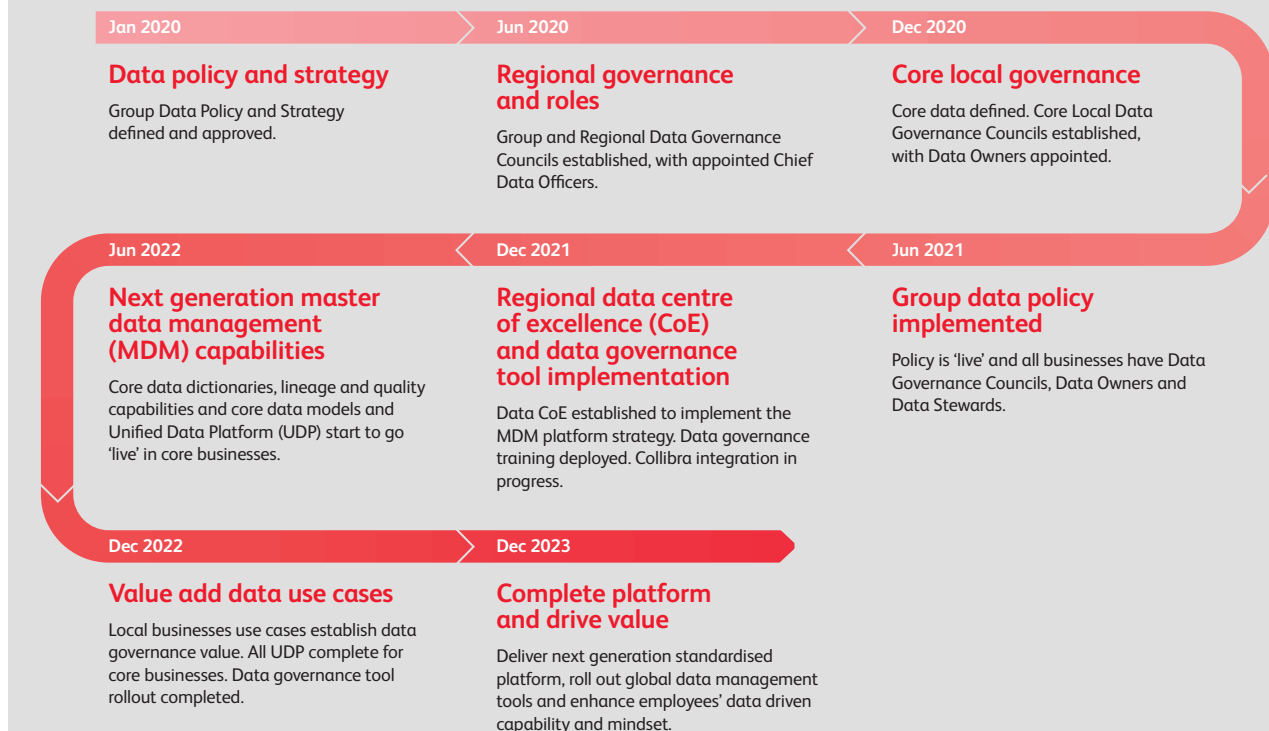 Jan 2020
Data policy and strategy
Group Data Policy and Strategy
defined and approved.
Jun 2020
Regional governance
and roles
Group and Regional Data Governance
Councils established, with appointed Chief
Data Officers.
Dec 2020
Core local governance
Core data defined. Core Local Data
Governance Councils established,
with Data Owners appointed.
Jun 2021
Group data policy
implemented
Policy is ‘live’ and all businesses have Data
Governance Councils, Data Owners and
Data Stewards.
Dec 2021
Regional data centre
of excellence (CoE)
and data governance
tool implementation
Data CoE established to implement the
MDM platform strategy. Data governance
training deployed. Collibra integration in
progress.
Jun 2022
Next generation master
data management
(MDM) capabilities
Core data dictionaries, lineage and quality
capabilities and core data models and
Unified Data Platform (UDP) start to go
‘live’ in core businesses.
Dec 2022
Value add data use cases
Local businesses use cases establish data
governance value. All UDP complete for
core businesses. Data governance tool
rollout completed.
Dec 2023
Complete platform
and drive value
Deliver next generation standardised
platform, roll out global data management
tools and enhance employees’ data driven
capability and mindset.